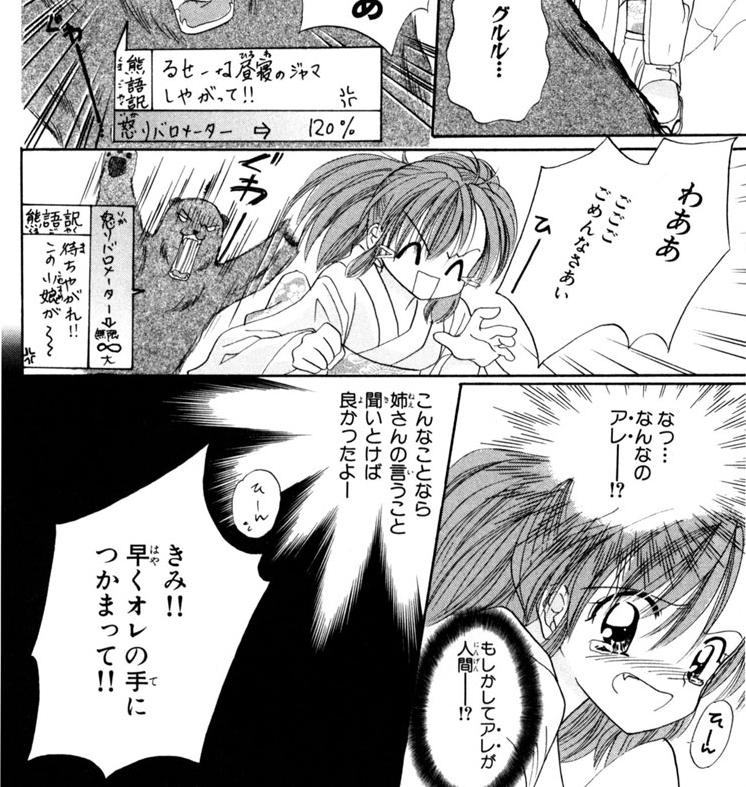 グルル…
あ
ぐわっ
熊語訳
るせーな昼寝のジャマ
しやがって!!
怒りバロメーター ⇨ 120%
わああ
ごごご
ごめんなさあい
ひー
ぐわー
怒りバロメーター⇨無限∞大
熊語訳
待ちやがれ!!
この小娘が〜〜
なっ…
なんなの
アレ──!?
もしかしてアレが
人間──!?
ひーん
こんなことなら
姉さんの言うこと
聞いとけば
良かったよー
ひーん
きみ!!
早くオレの手に
つかまって!!